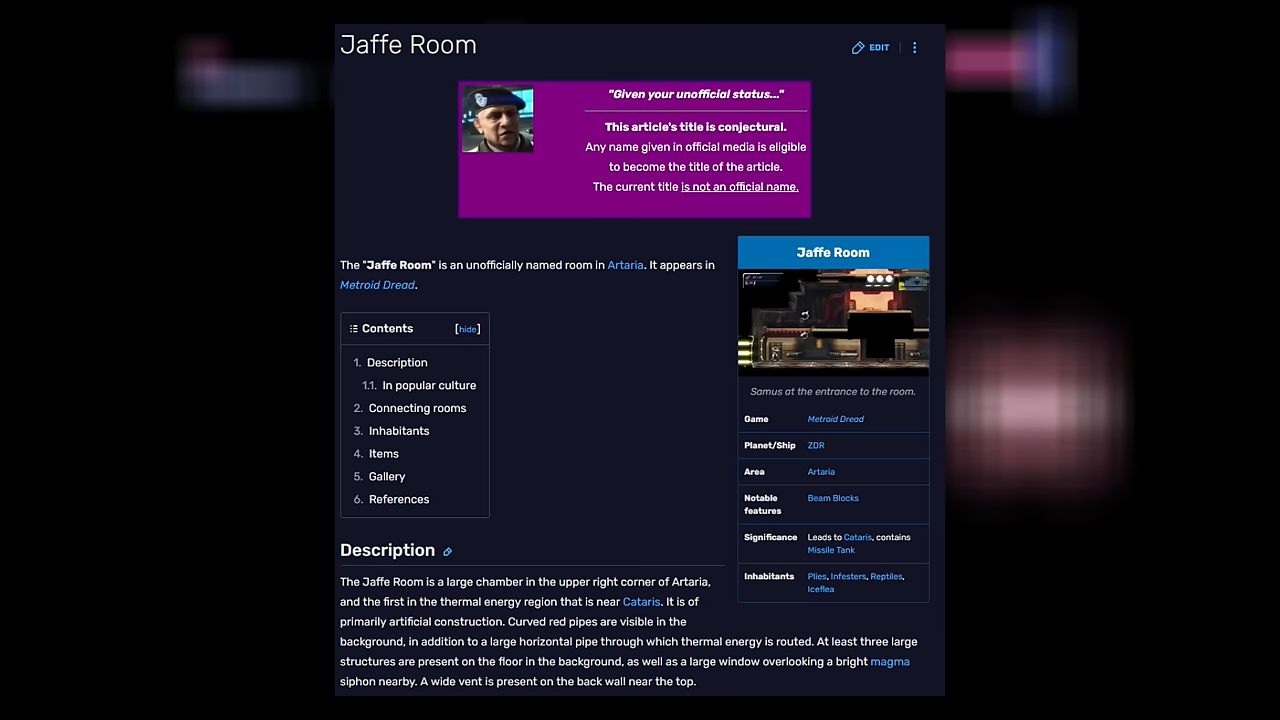 Jaffe Room
EDIT
"Given your unofficial status..."
This article's title is conjectural.
Any name given in official media is eligible
to become the title of the article.
The current title is not an official name.
The "Jaffe Room" is an unofficially named room in Artaria. It appears in
Metroid Dread.
Contents [hide]
1. Description
1.1. In popular culture
2. Connecting rooms
3. Inhabitants
4. Items
5. Gallery
6. References
Jaffe Room
Samus at the entrance to the room.
Game Metroid Dread
Planet/Ship ZDR
Area Artaria
Notable features Beam Blocks
Significance Leads to Cataris, contains
Missile Tank
Inhabitants Plies, Infesters, Reptiles,
Iceflea
Description
The Jaffe Room is a large chamber in the upper right corner of Artaria,
and the first in the thermal energy region that is near Cataris. It is of
primarily artificial construction. Curved red pipes are visible in the
background, in addition to a large horizontal pipe through which thermal energy is routed. At least three large
structures are present on the floor in the background, as well as a large window overlooking a bright magma
siphon nearby. A wide vent is present on the back wall near the top.